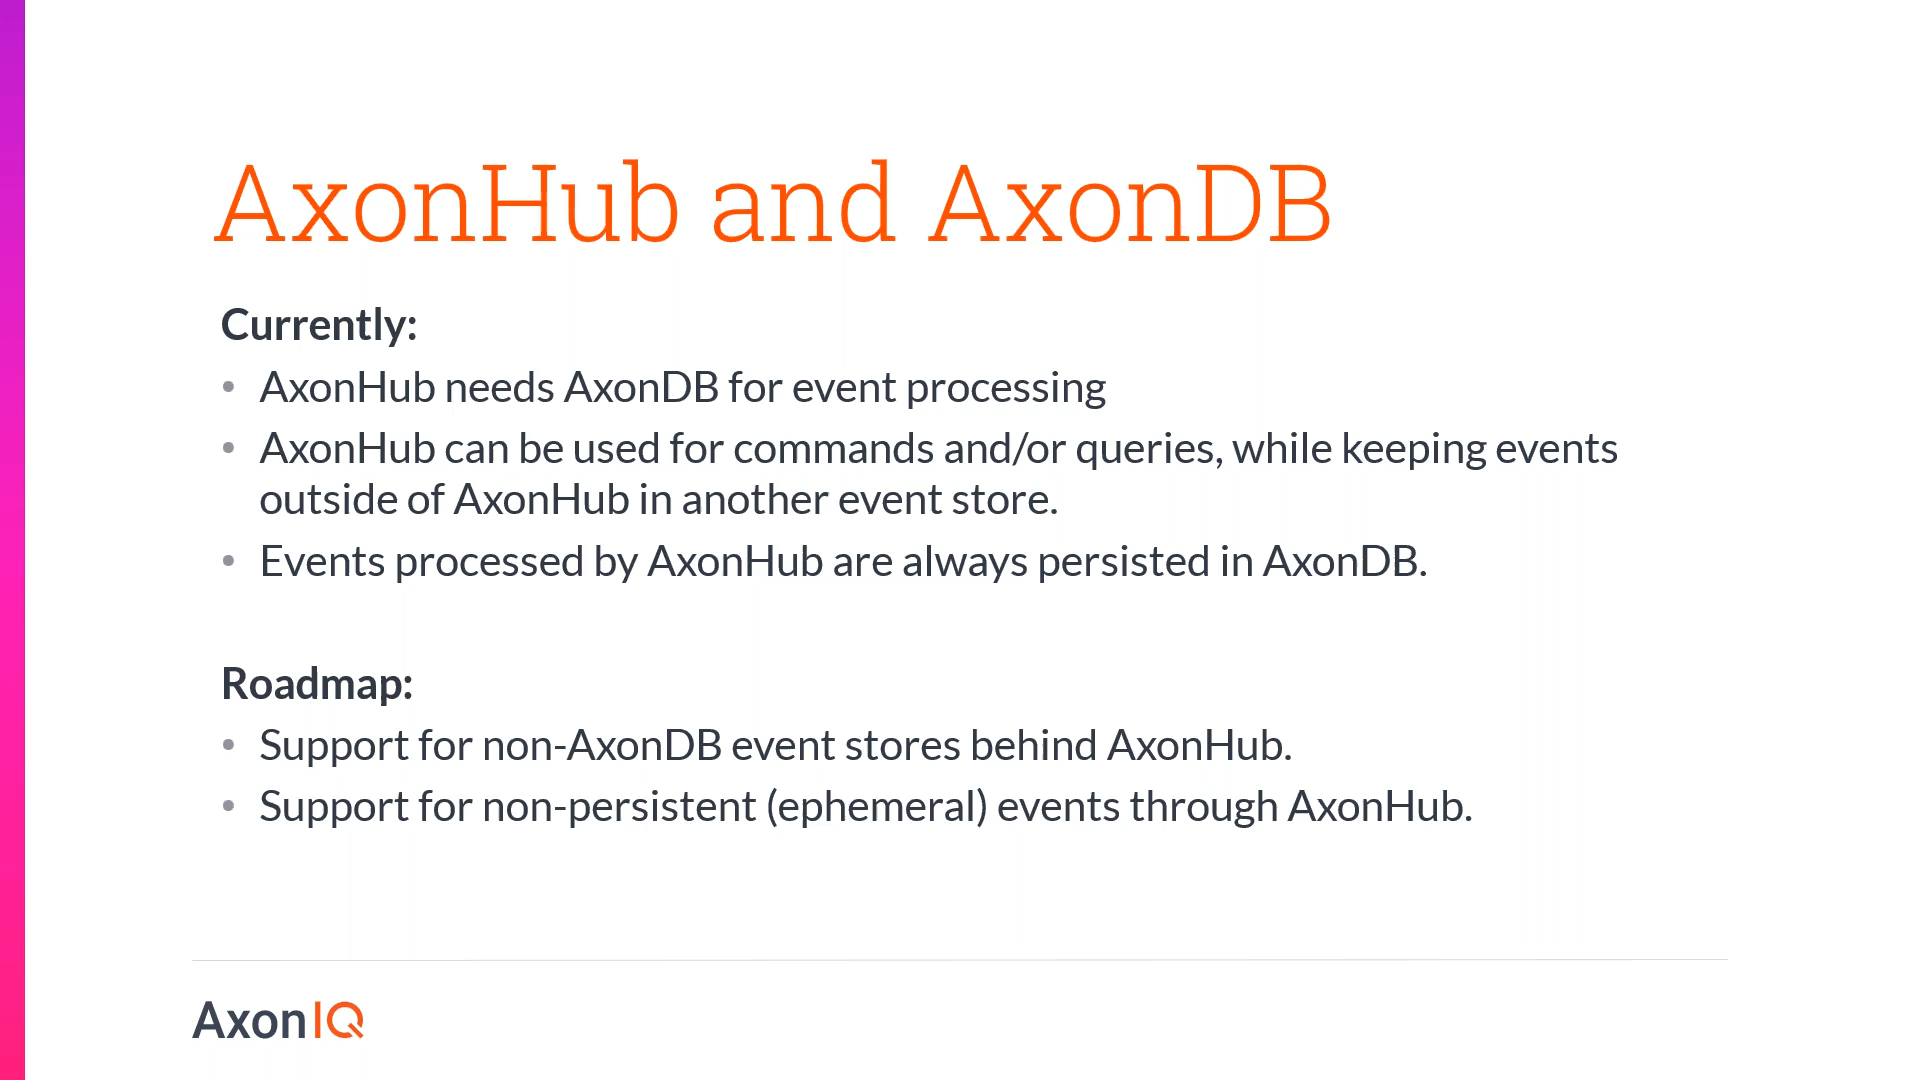 AxonHub and AxonDB
Currently:
• AxonHub needs AxonDB for event processing
• AxonHub can be used for commands and/or queries, while keeping events
outside of AxonHub in another event store.
• Events processed by AxonHub are always persisted in AxonDB.
Roadmap:
• Support for non-AxonDB event stores behind AxonHub.
• Support for non-persistent (ephemeral) events through AxonHub.
AxonIQ